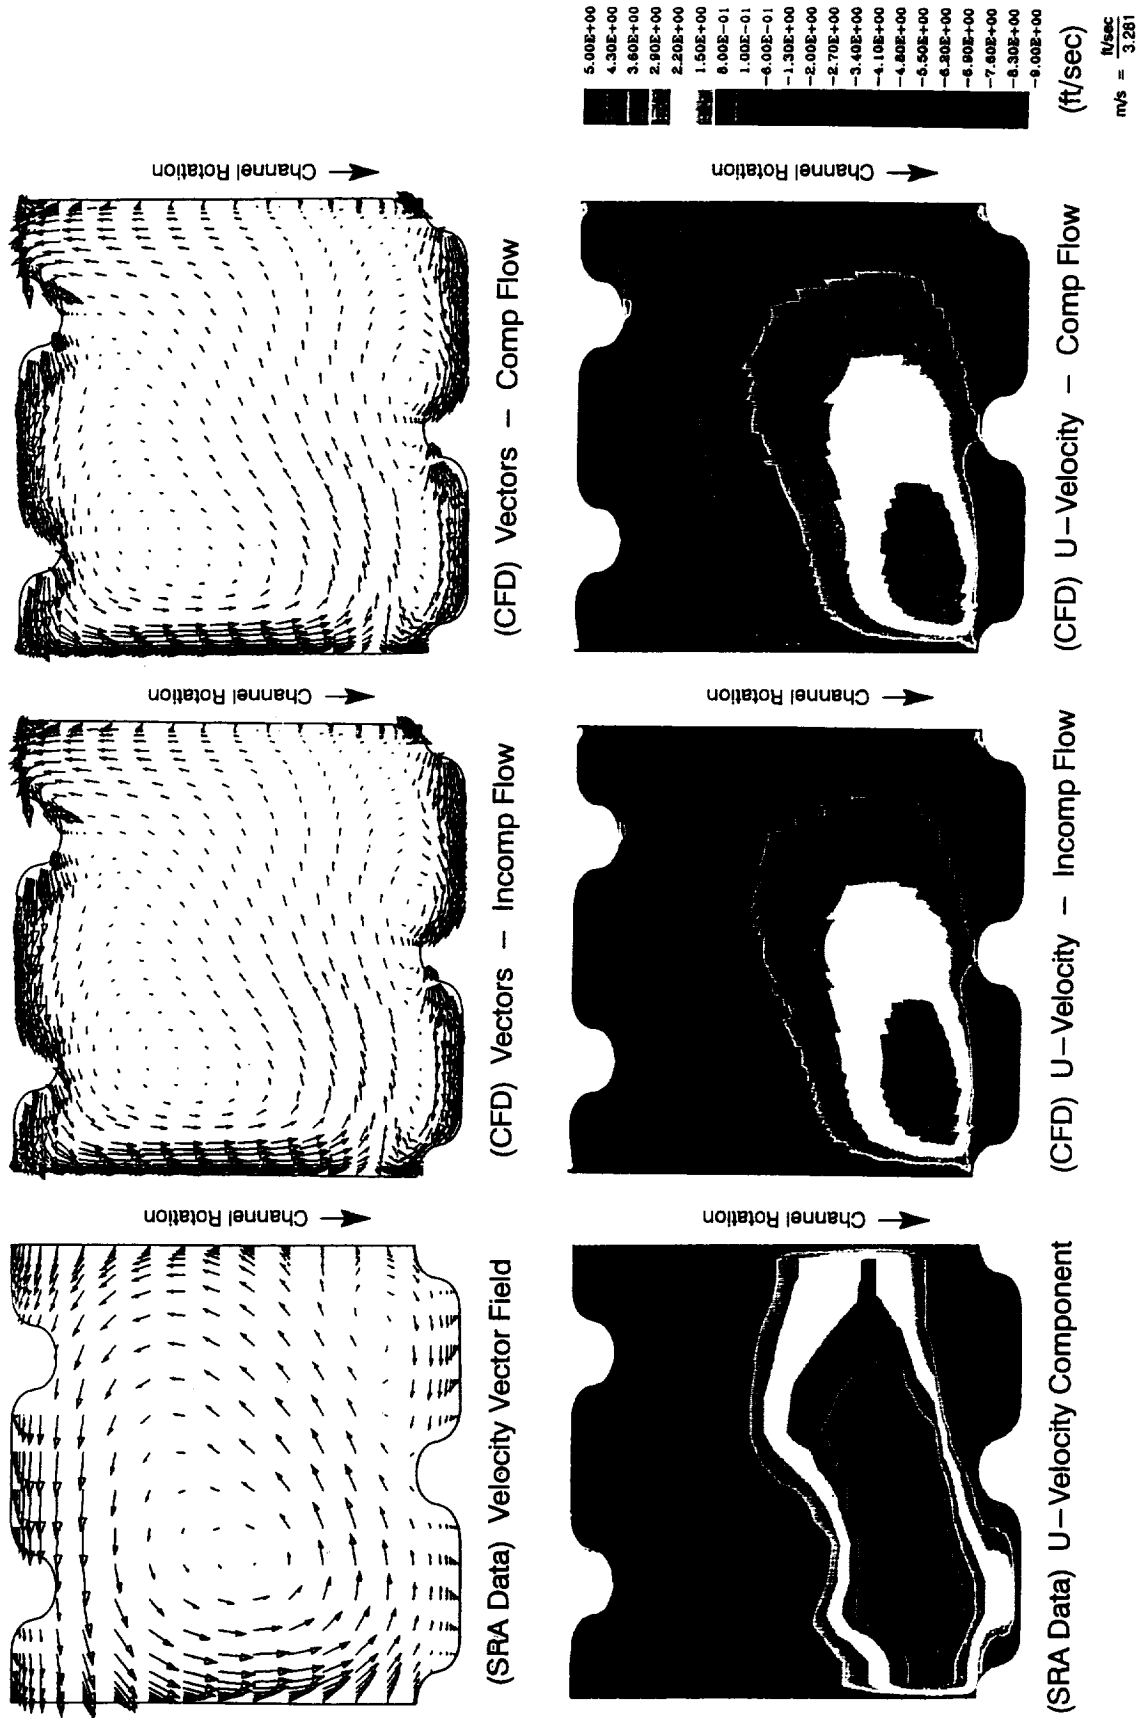 Channel Rotation
(SRA Data) Velocity Vector Field
Channel Rotation
(CFD) Vectors – Incomp Flow
Channel Rotation
(CFD) Vectors – Comp Flow
Channel Rotation
(SRA Data) U–Velocity Component
Channel Rotation
(CFD) U–Velocity – Incomp Flow
Channel Rotation
(CFD) U–Velocity – Comp Flow
5.00E+00
4.30E+00
3.60E+00
2.90E+00
2.20E+00
1.50E+00
8.00E-01
1.00E-01
-6.00E-01
-1.30E+00
-2.00E+00
-2.70E+00
-3.40E+00
-4.10E+00
-4.80E+00
-5.50E+00
-6.20E+00
-6.90E+00
-7.60E+00
-8.30E+00
-9.00E+00
(ft/sec)
m/s = ft/sec
3.281